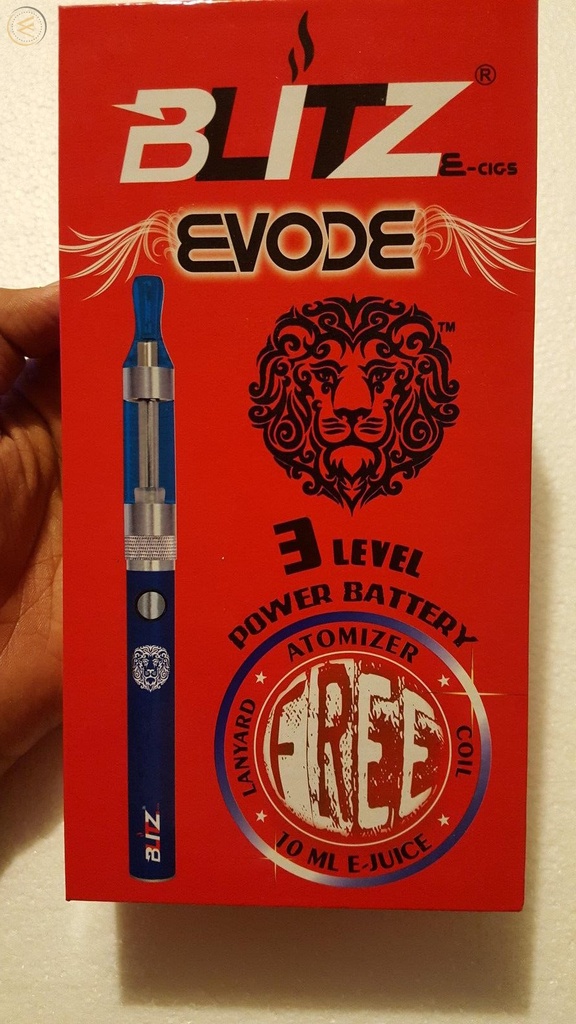 W
BLITZ®
E-CIGS
EVODE
TM
3 LEVEL
POWER BATTERY
ATOMIZER
LANYARD
FREE
COIL
10 ML E-JUICE
BLITZ